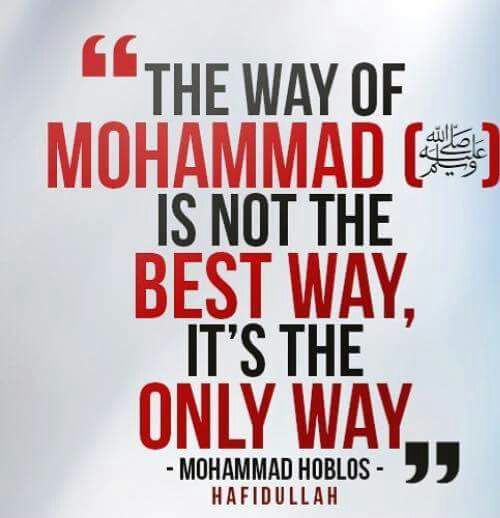 “THE WAY OF
MOHAMMAD (صلى الله عليه وسلم)
IS NOT THE
BEST WAY,
IT'S THE
ONLY WAY”
- MOHAMMAD HOBLOS -
HAFIDULLAH